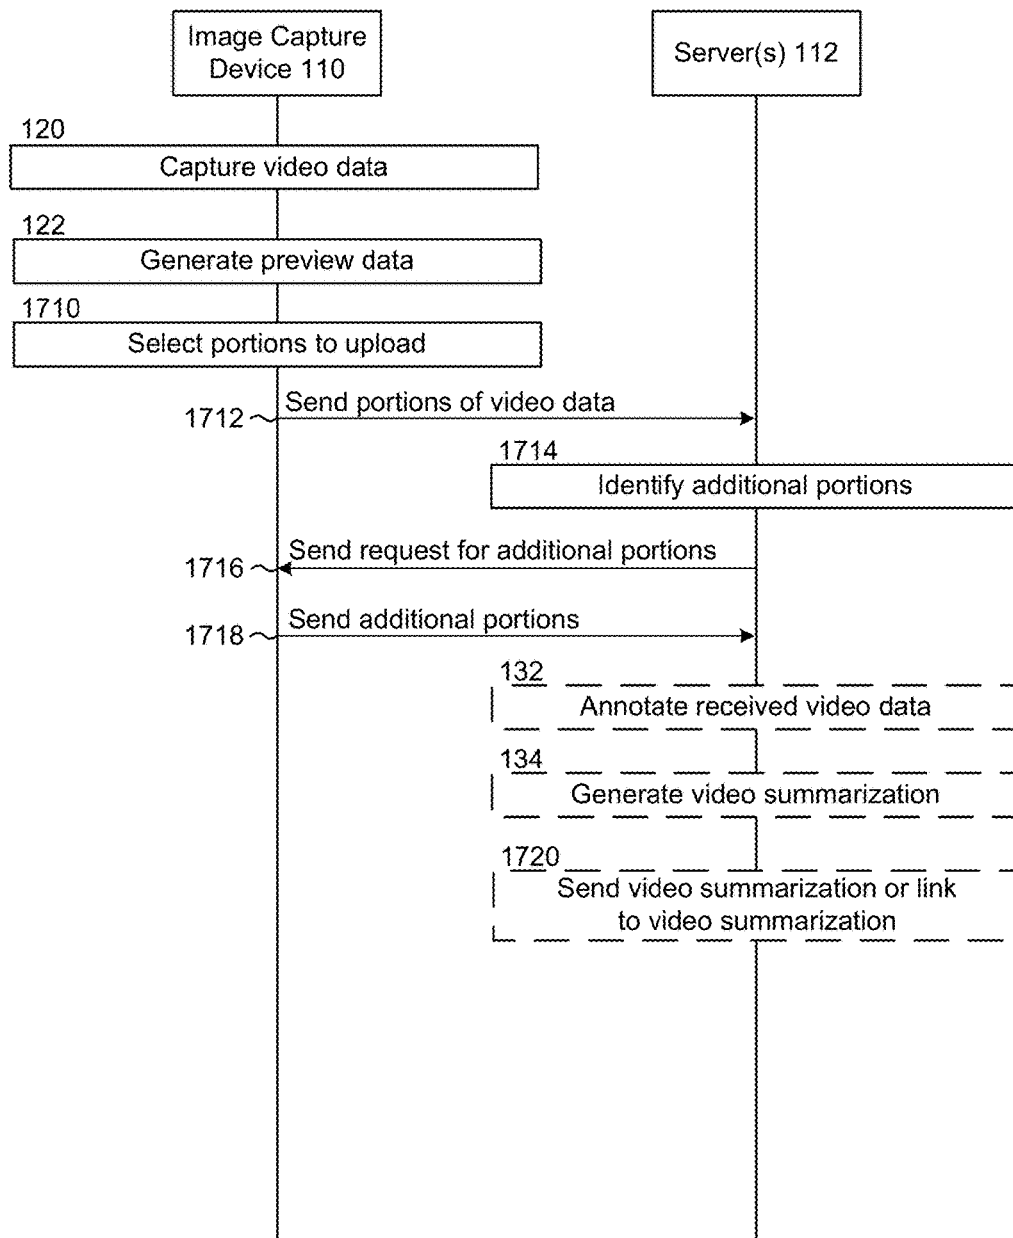 Image Capture
Device 110
Server(s) 112
120
Capture video data
122
Generate preview data
1710
Select portions to upload
1712
Send portions of video data
1714
Identify additional portions
1716
Send request for additional portions
1718
Send additional portions
132
Annotate received video data
134
Generate video summarization
1720
Send video summarization or link
to video summarization